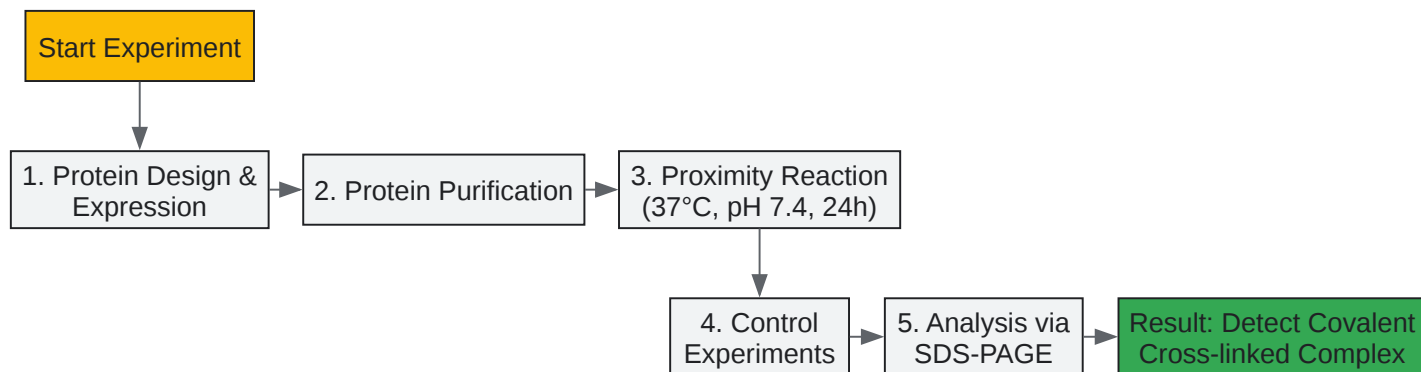 Start Experiment
1. Protein Design &
Expression
2. Protein Purification
3. Proximity Reaction
(37°C, pH 7.4, 24h)
4. Control
Experiments
5. Analysis via
SDS-PAGE
Result: Detect Covalent
Cross-linked Complex